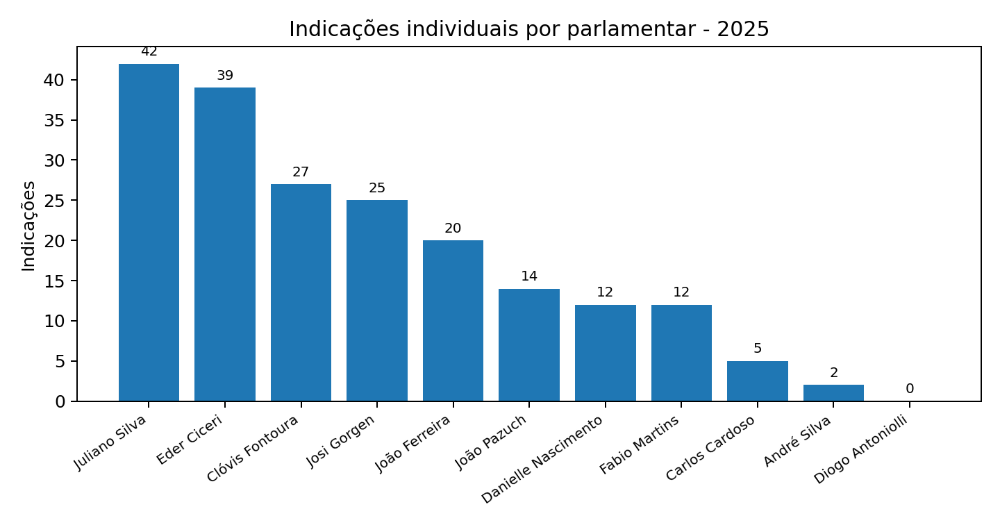 Indicações individuais por parlamentar - 2025
Indicações
40
35
30
25
20
15
10
5
0
42
39
27
25
20
14
12
12
5
2
0
Juliano Silva
Eder Ciceri
Clóvis Fontoura
Josi Gorgen
João Ferreira
João Pazuch
Danielle Nascimento
Fabio Martins
Carlos Cardoso
André Silva
Diogo Antoniolli